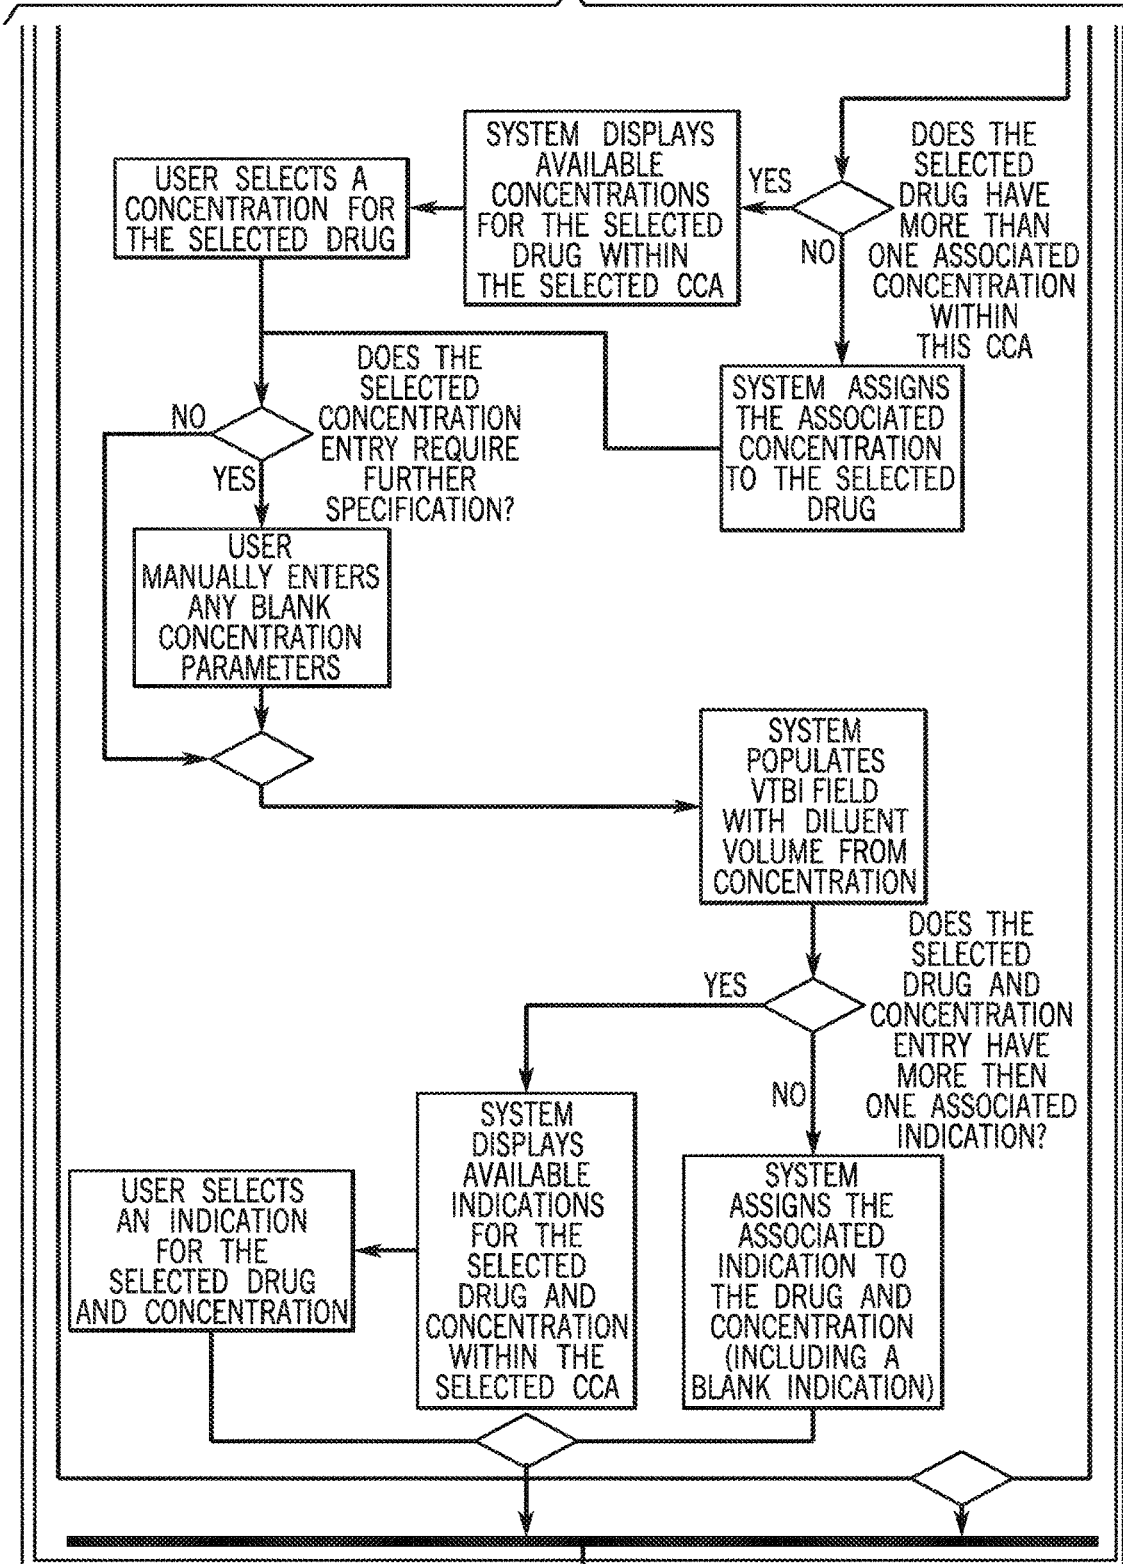 DOES THE
SELECTED
DRUG HAVE
MORE THAN
ONE ASSOCIATED
CONCENTRATION
WITHIN
THIS CCA
YES
NO
SYSTEM DISPLAYS
AVAILABLE
CONCENTRATIONS
FOR THE SELECTED
DRUG WITHIN
THE SELECTED CCA
USER SELECTS A
CONCENTRATION FOR
THE SELECTED DRUG
SYSTEM ASSIGNS
THE ASSOCIATED
CONCENTRATION
TO THE SELECTED
DRUG
DOES THE
SELECTED
CONCENTRATION
ENTRY REQUIRE
FURTHER
SPECIFICATION?
NO
YES
USER
MANUALLY ENTERS
ANY BLANK
CONCENTRATION
PARAMETERS
SYSTEM
POPULATES
VTBI FIELD
WITH DILUENT
VOLUME FROM
CONCENTRATION
DOES THE
SELECTED
DRUG AND
CONCENTRATION
ENTRY HAVE
MORE THEN
ONE ASSOCIATED
INDICATION?
YES
NO
SYSTEM
DISPLAYS
AVAILABLE
INDICATIONS
FOR THE
SELECTED
DRUG AND
CONCENTRATION
WITHIN THE
SELECTED CCA
USER SELECTS
AN INDICATION
FOR THE
SELECTED DRUG
AND CONCENTRATION
SYSTEM
ASSIGNS THE
ASSOCIATED
INDICATION TO
THE DRUG AND
CONCENTRATION
(INCLUDING A
BLANK INDICATION)